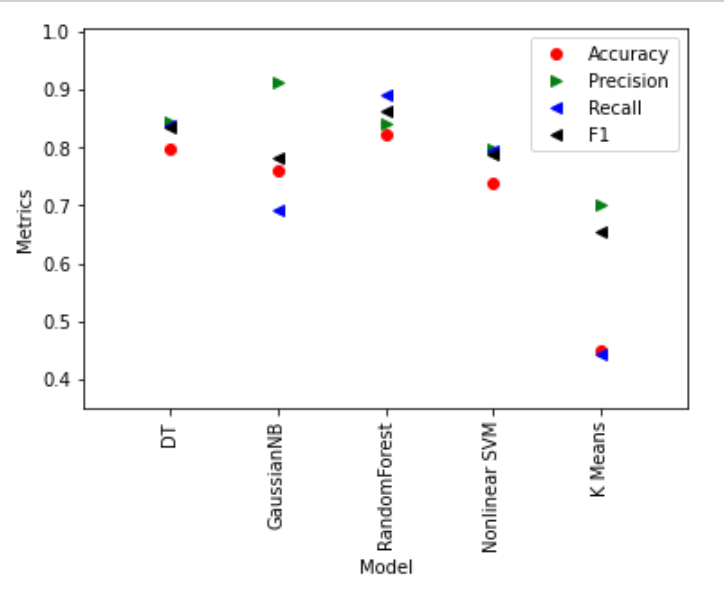 1.0
0.9
0.8
0.7
0.6
0.5
0.4
Metrics
Accuracy
Precision
Recall
F1
DT
GaussianNB
RandomForest
Nonlinear SVM
K Means
Model